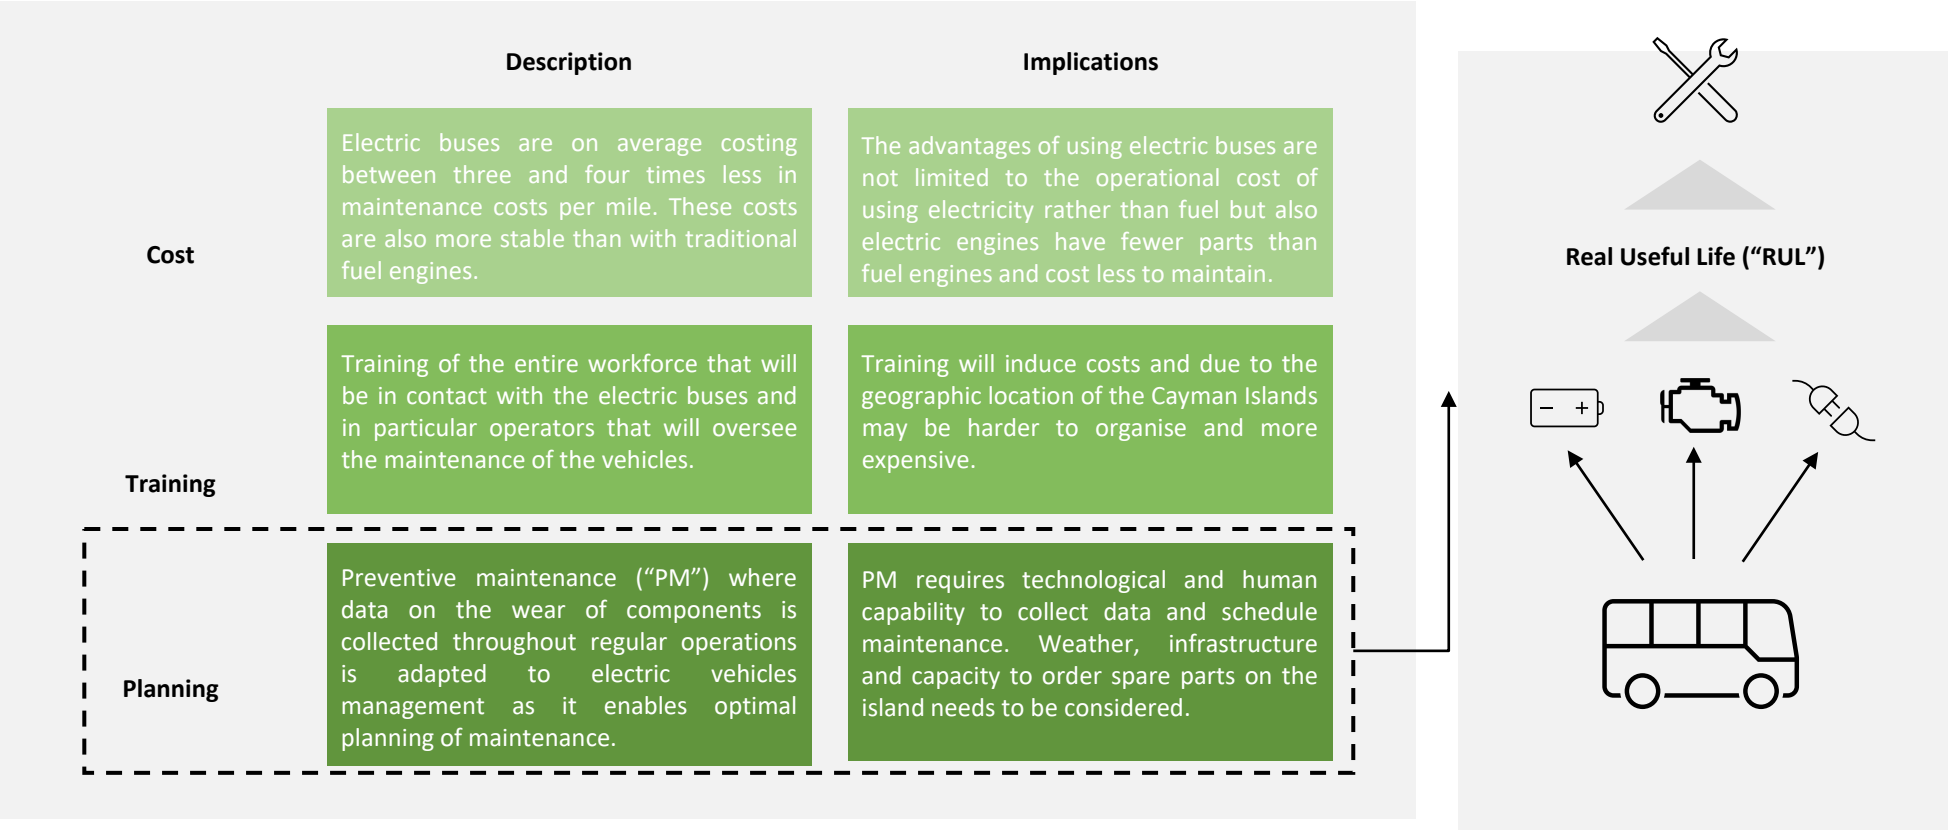 Description
Implications
Cost
Electric buses are on average costing
between three and four times less in
maintenance costs per mile. These costs
are also more stable than with traditional
fuel engines.
The advantages of using electric buses are
not limited to the operational cost of
using electricity rather than fuel but also
electric engines have fewer parts than
fuel engines and cost less to maintain.
Training
Training of the entire workforce that will
be in contact with the electric buses and
in particular operators that will oversee
the maintenance of the vehicles.
Training will induce costs and due to the
geographic location of the Cayman Islands
may be harder to organise and more
expensive.
Planning
Preventive maintenance (“PM”) where
data on the wear of components is
collected throughout regular operations
is adapted to electric vehicles
management as it enables optimal
planning of maintenance.
PM requires technological and human
capability to collect data and schedule
maintenance. Weather, infrastructure
and capacity to order spare parts on the
island needs to be considered.
Real Useful Life (“RUL”)